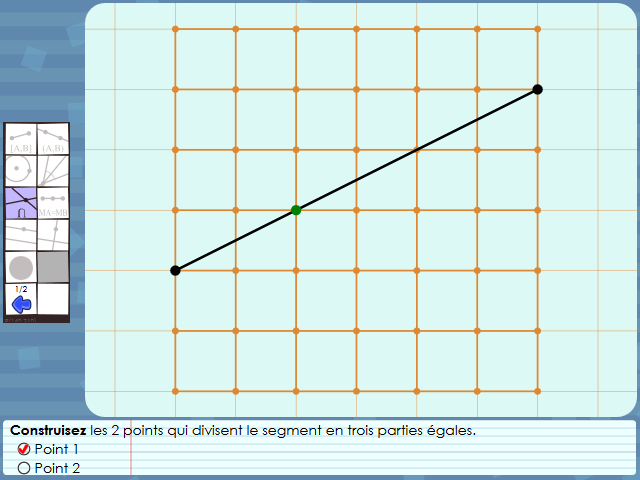 [A,B]
(A,B)
MA=MB
1/2
Construisez les 2 points qui divisent le segment en trois parties égales.
Point 1
Point 2